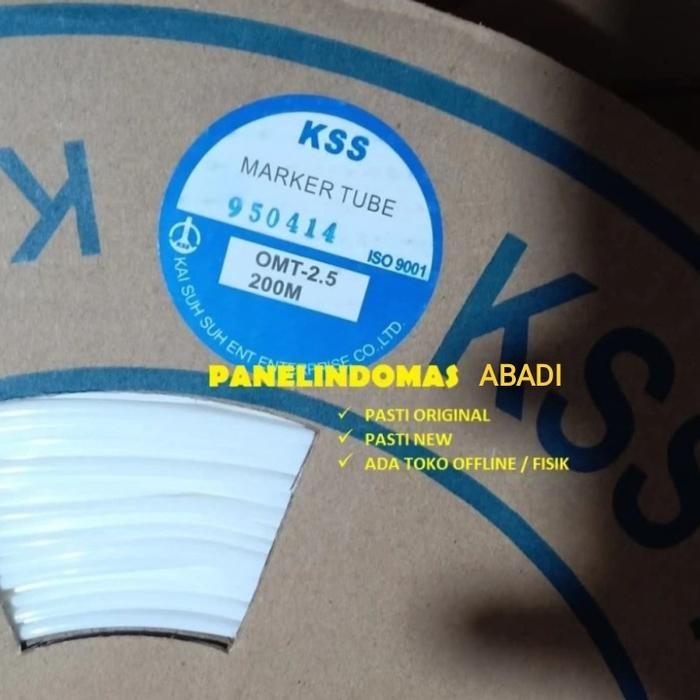 KSS
MARKER TUBE
950414
ISO 9001
OMT-2.5
200M
KSS
KAI SUH SUH ENT ENTERPRISE CO., LTD.
K
KSS
PANELINDOMAS ABADI
✓ PASTI ORIGINAL
✓ PASTI NEW
✓ ADA TOKO OFFLINE / FISIK